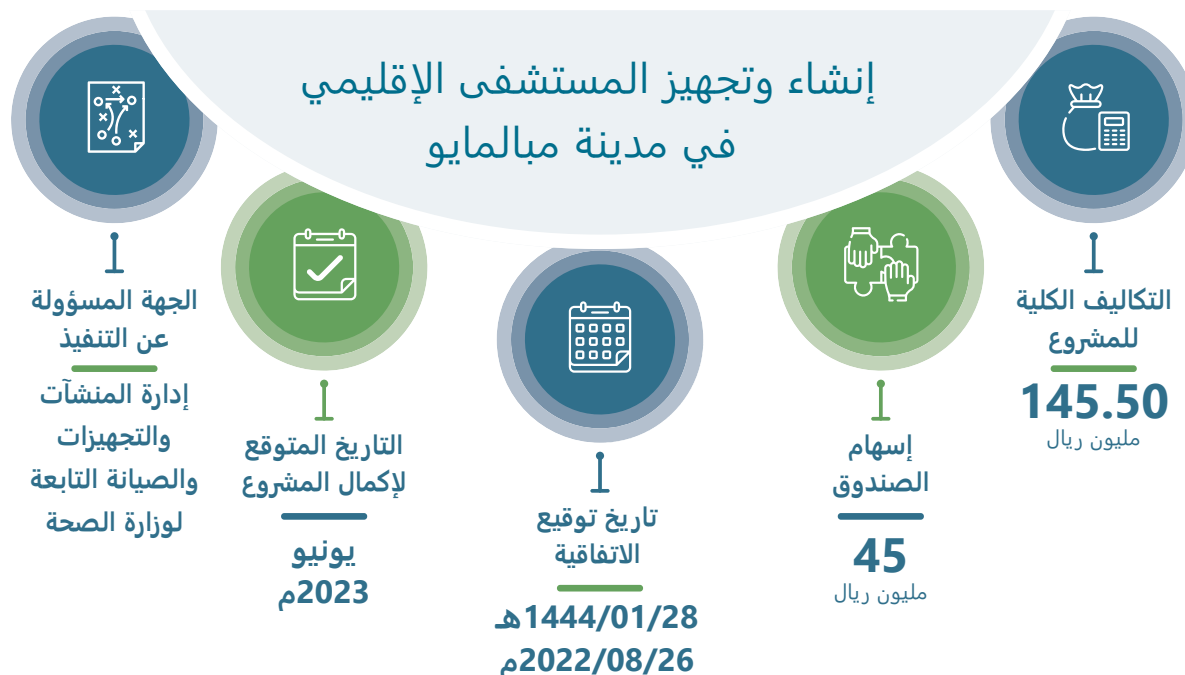 إنشاء وتجهيز المستشفى الإقليمي
في مدينة مبالمايو
التكاليف الكلية
للمشروع
145.50
مليون ريال
إسهام
الصندوق
45
مليون ريال
تاريخ توقيع
الاتفاقية
1444/01/28هـ
2022/08/26م
التاريخ المتوقع
لإكمال المشروع
يونيو
2023م
الجهة المسؤولة
عن التنفيذ
إدارة المنشآت
والتجهيزات
والصيانة التابعة
لوزارة الصحة